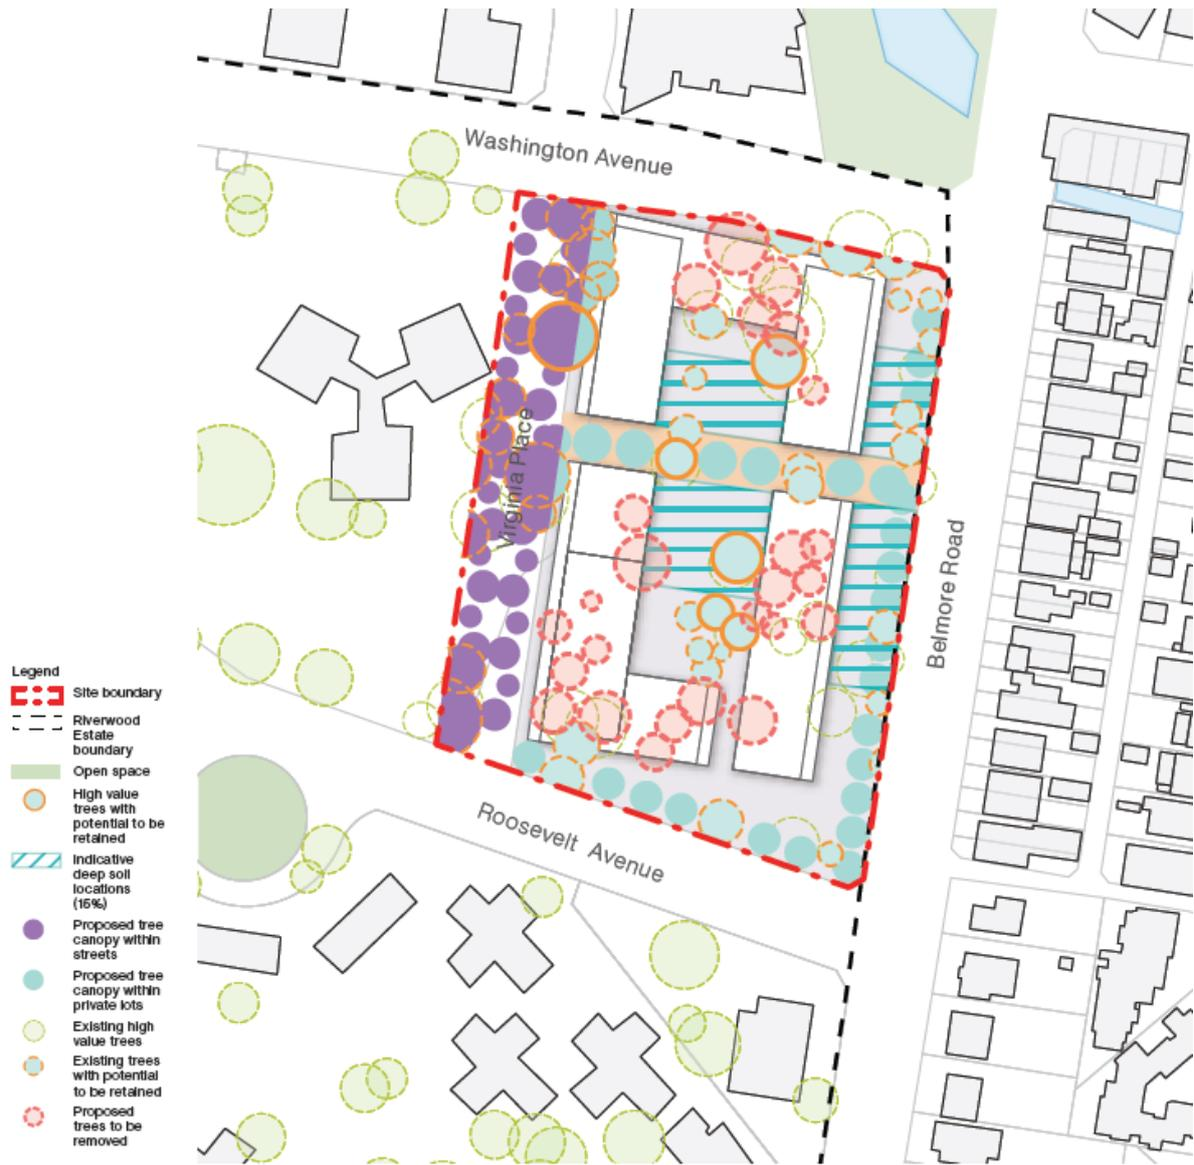 Washington Avenue
Virginia Place
Belmore Road
Roosevelt Avenue
Legend
Site boundary
Riverwood
Estate
boundary
Open space
High value
trees with
potential to be
retained
Indicative
deep soil
locations
(15%)
Proposed tree
canopy within
streets
Proposed tree
canopy within
private lots
Existing high
value trees
Existing trees
with potential
to be retained
Proposed
trees to be
removed